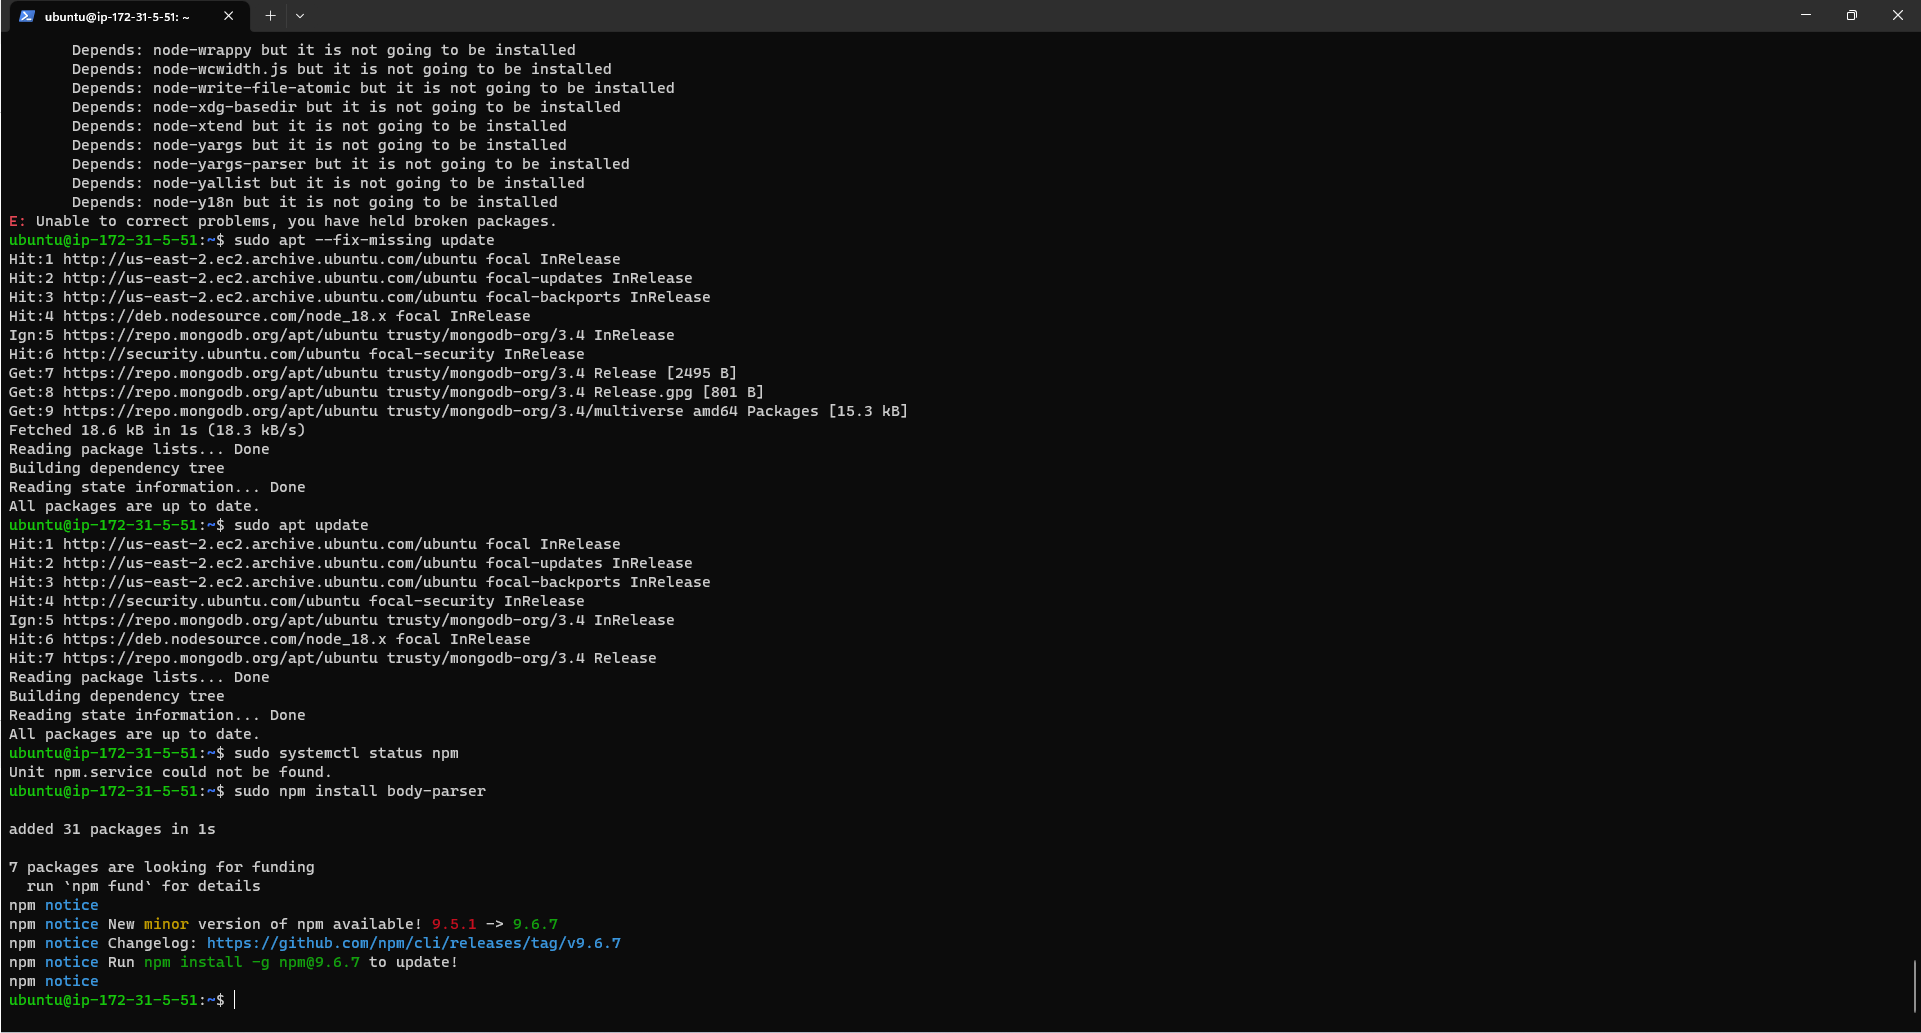 ubuntu@ip-172-31-5-51: ~
Depends: node-wrappy but it is not going to be installed
Depends: node-wcwidth.js but it is not going to be installed
Depends: node-write-file-atomic but it is not going to be installed
Depends: node-xdg-basedir but it is not going to be installed
Depends: node-xtend but it is not going to be installed
Depends: node-yargs but it is not going to be installed
Depends: node-yargs-parser but it is not going to be installed
Depends: node-yallist but it is not going to be installed
Depends: node-y18n but it is not going to be installed
E: Unable to correct problems, you have held broken packages.
ubuntu@ip-172-31-5-51:~$ sudo apt --fix-missing update
Hit:1 http://us-east-2.ec2.archive.ubuntu.com/ubuntu focal InRelease
Hit:2 http://us-east-2.ec2.archive.ubuntu.com/ubuntu focal-updates InRelease
Hit:3 http://us-east-2.ec2.archive.ubuntu.com/ubuntu focal-backports InRelease
Hit:4 https://deb.nodesource.com/node_18.x focal InRelease
Ign:5 https://repo.mongodb.org/apt/ubuntu trusty/mongodb-org/3.4 InRelease
Hit:6 http://security.ubuntu.com/ubuntu focal-security InRelease
Get:7 https://repo.mongodb.org/apt/ubuntu trusty/mongodb-org/3.4 Release [2495 B]
Get:8 https://repo.mongodb.org/apt/ubuntu trusty/mongodb-org/3.4 Release.gpg [801 B]
Get:9 https://repo.mongodb.org/apt/ubuntu trusty/mongodb-org/3.4/multiverse amd64 Packages [15.3 kB]
Fetched 18.6 kB in 1s (18.3 kB/s)
Reading package lists... Done
Building dependency tree
Reading state information... Done
All packages are up to date.
ubuntu@ip-172-31-5-51:~$ sudo apt update
Hit:1 http://us-east-2.ec2.archive.ubuntu.com/ubuntu focal InRelease
Hit:2 http://us-east-2.ec2.archive.ubuntu.com/ubuntu focal-updates InRelease
Hit:3 http://us-east-2.ec2.archive.ubuntu.com/ubuntu focal-backports InRelease
Hit:4 http://security.ubuntu.com/ubuntu focal-security InRelease
Ign:5 https://repo.mongodb.org/apt/ubuntu trusty/mongodb-org/3.4 InRelease
Hit:6 https://deb.nodesource.com/node_18.x focal InRelease
Hit:7 https://repo.mongodb.org/apt/ubuntu trusty/mongodb-org/3.4 Release
Reading package lists... Done
Building dependency tree
Reading state information... Done
All packages are up to date.
ubuntu@ip-172-31-5-51:~$ sudo systemctl status npm
Unit npm.service could not be found.
ubuntu@ip-172-31-5-51:~$ sudo npm install body-parser
added 31 packages in 1s
7 packages are looking for funding
run `npm fund` for details
npm notice
npm notice New minor version of npm available! 9.5.1 -> 9.6.7
npm notice Changelog: https://github.com/npm/cli/releases/tag/v9.6.7
npm notice Run npm install -g npm@9.6.7 to update!
npm notice
ubuntu@ip-172-31-5-51:~$